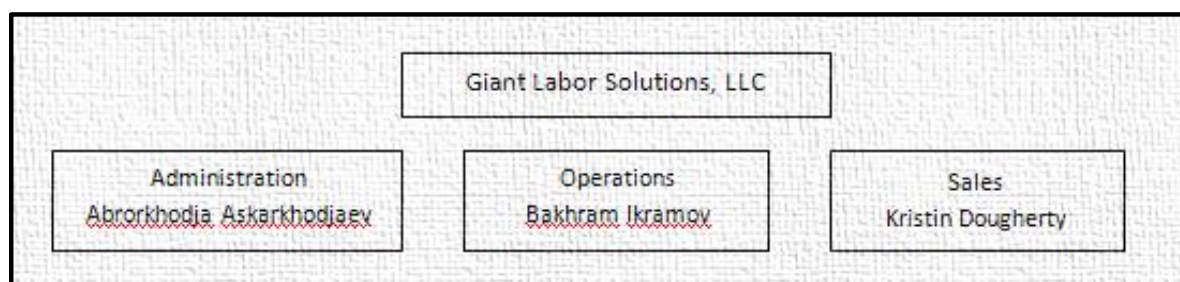 Giant Labor Solutions, LLC
Administration
Abrorkhodja Askarkhodjaev
Operations
Bakhram Ikramov
Sales
Kristin Dougherty